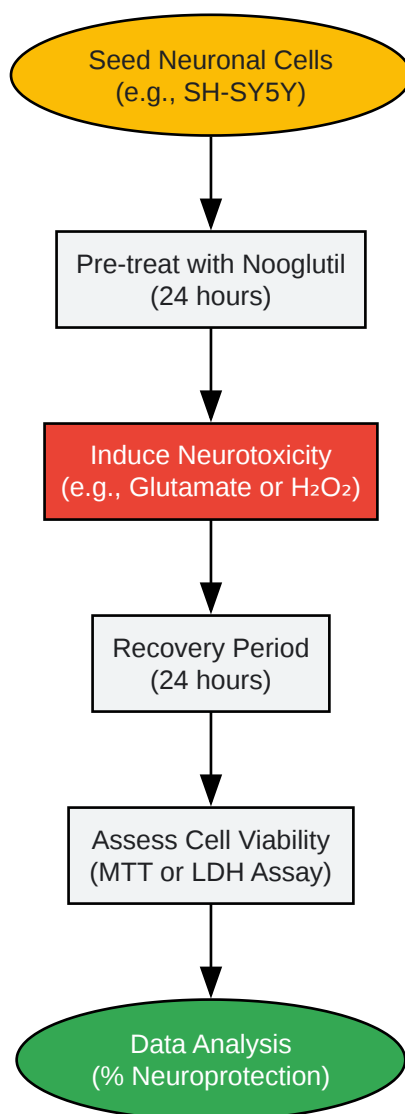 Seed Neuronal Cells
(e.g., SH-SY5Y)
Pre-treat with Nooglutil
(24 hours)
Induce Neurotoxicity
(e.g., Glutamate or H₂O₂)
Recovery Period
(24 hours)
Assess Cell Viability
(MTT or LDH Assay)
Data Analysis
(% Neuroprotection)